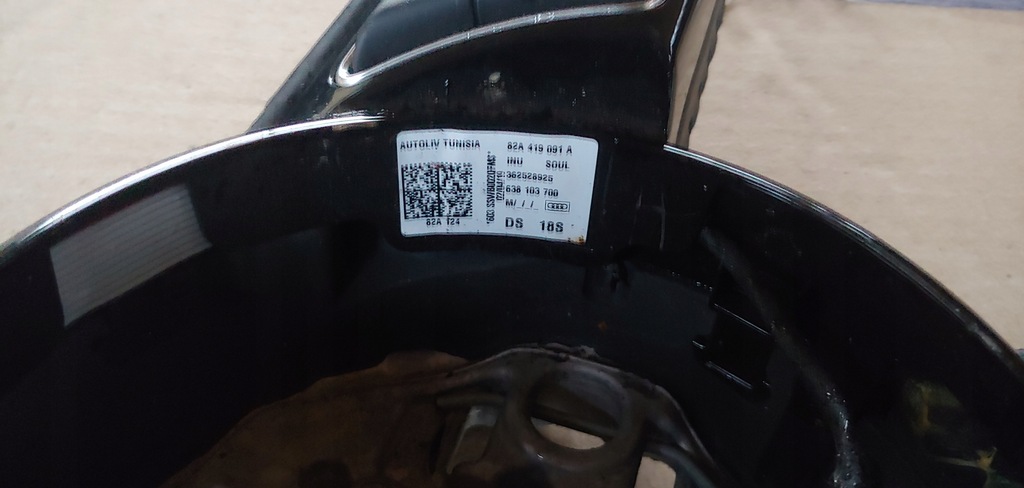 AUTOLIV TUNISIA
82A 124
82A 419 091 A
INU SOUL
362528925
638 103 700
M/_/_/_
DS 18S